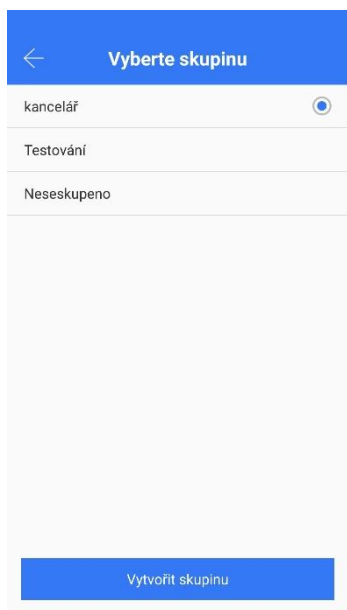 Vyberte skupinu
kancelář
Testování
Neseskupeno
Vytvořit skupinu